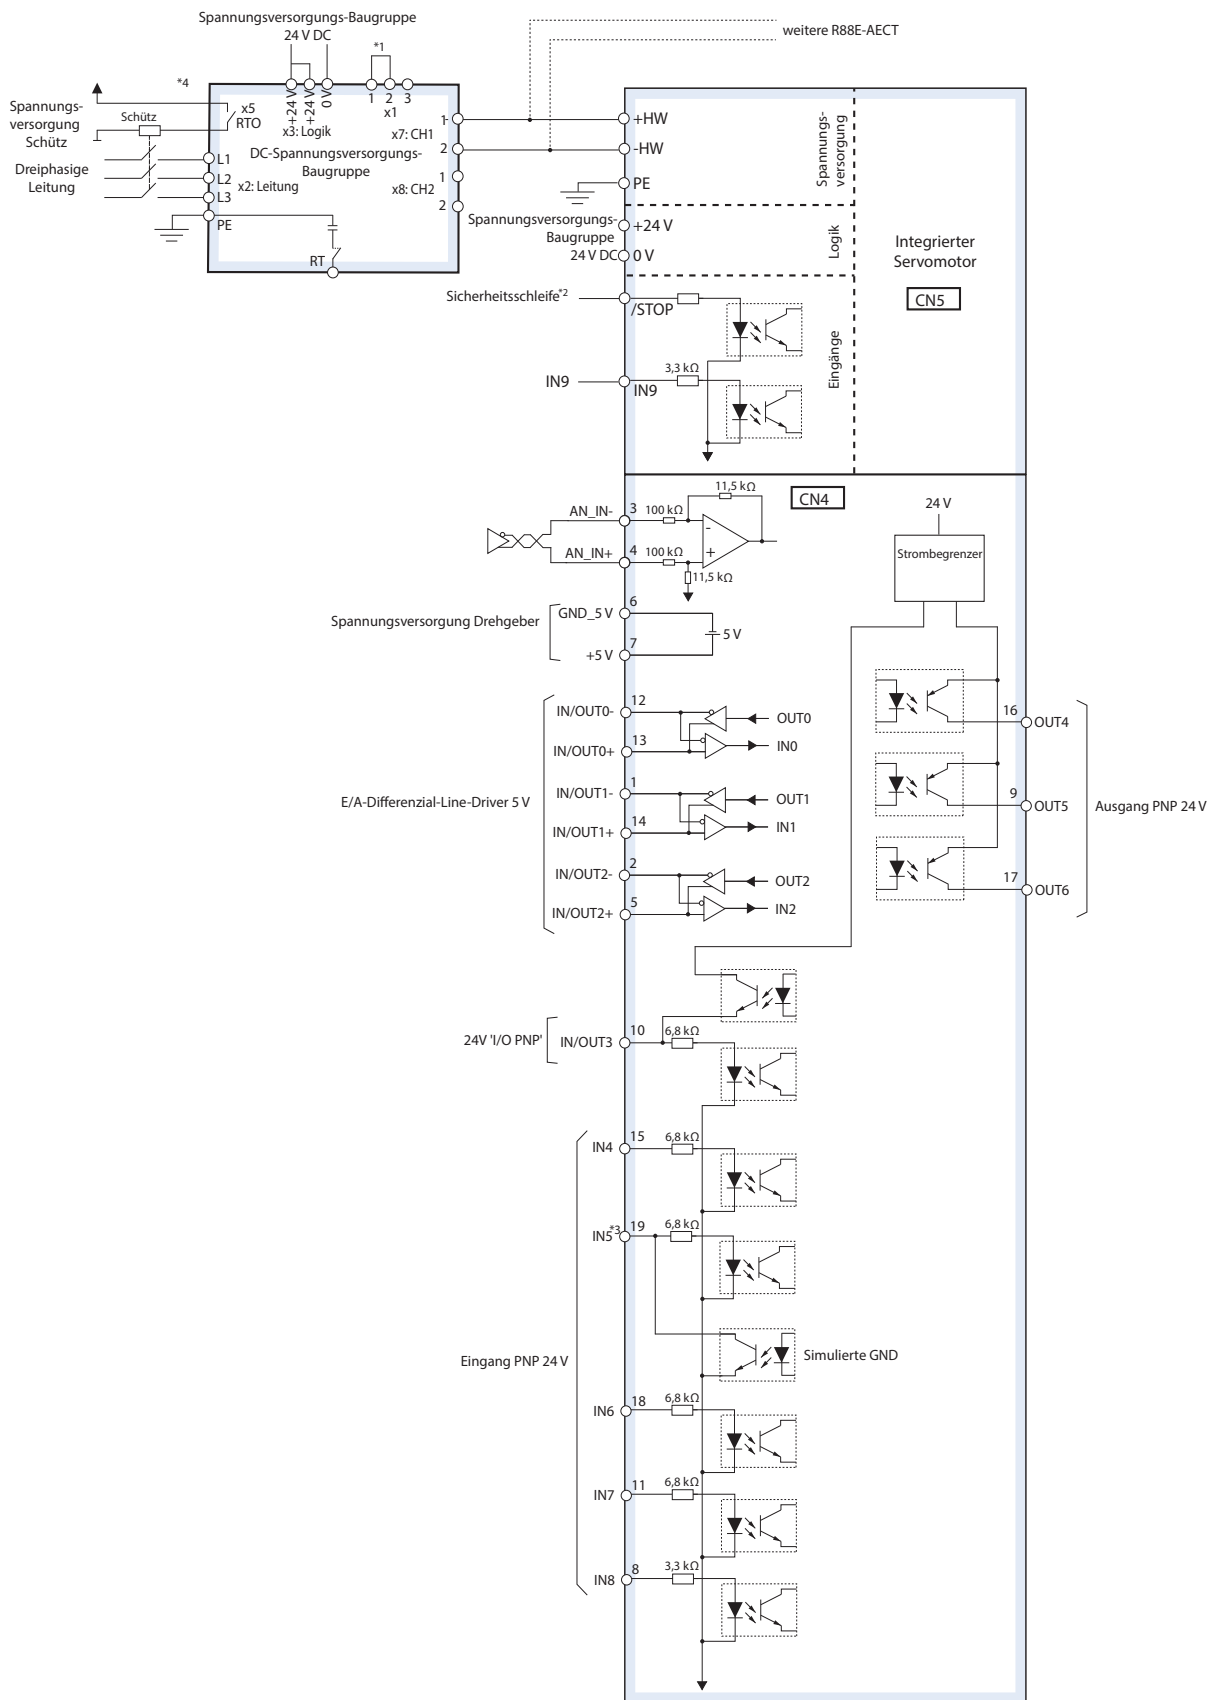 Spannungsversorgungs-Baugruppe
24 V DC
*1
weitere R88E-AECT
*4
Spannungs-
versorgung
Schütz
Schütz
x5
RTO
+24 V
+24 V
0 V
x3: Logik
1
2
3
x1
1
x7: CH1
2
DC-Spannungsversorgungs-
Baugruppe
1
x8: CH2
2
Dreiphasige
Leitung
L1
L2
L3
x2: Leitung
PE
RT
+HW
-HW
PE
Spannungs-
versorgung
Spannungsversorgungs-
Baugruppe
24 V DC
+24 V
0 V
Logik
Integrierter
Servomotor
CN5
Sicherheitsschleife*2
/STOP
IN9
IN9
3,3 kΩ
Eingänge
CN4
AN_IN-
3
100 kΩ
11,5 kΩ
-
AN_IN+
4
100 kΩ
+
11,5 kΩ
24 V
Strombegrenzer
Spannungsversorgung Drehgeber
GND_5 V
6
5 V
+5 V
7
E/A-Differenzial-Line-Driver 5 V
IN/OUT0-
12
OUT0
IN/OUT0+
13
IN0
IN/OUT1-
1
OUT1
IN/OUT1+
14
IN1
IN/OUT2-
2
OUT2
IN/OUT2+
5
IN2
16
OUT4
9
OUT5
17
OUT6
Ausgang PNP 24 V
24V 'I/O PNP'
IN/OUT3
10
6,8 kΩ
Eingang PNP 24 V
IN4
15
6,8 kΩ
IN5*3
19
6,8 kΩ
Simulierte GND
IN6
18
6,8 kΩ
IN7
11
6,8 kΩ
IN8
8
3,3 kΩ